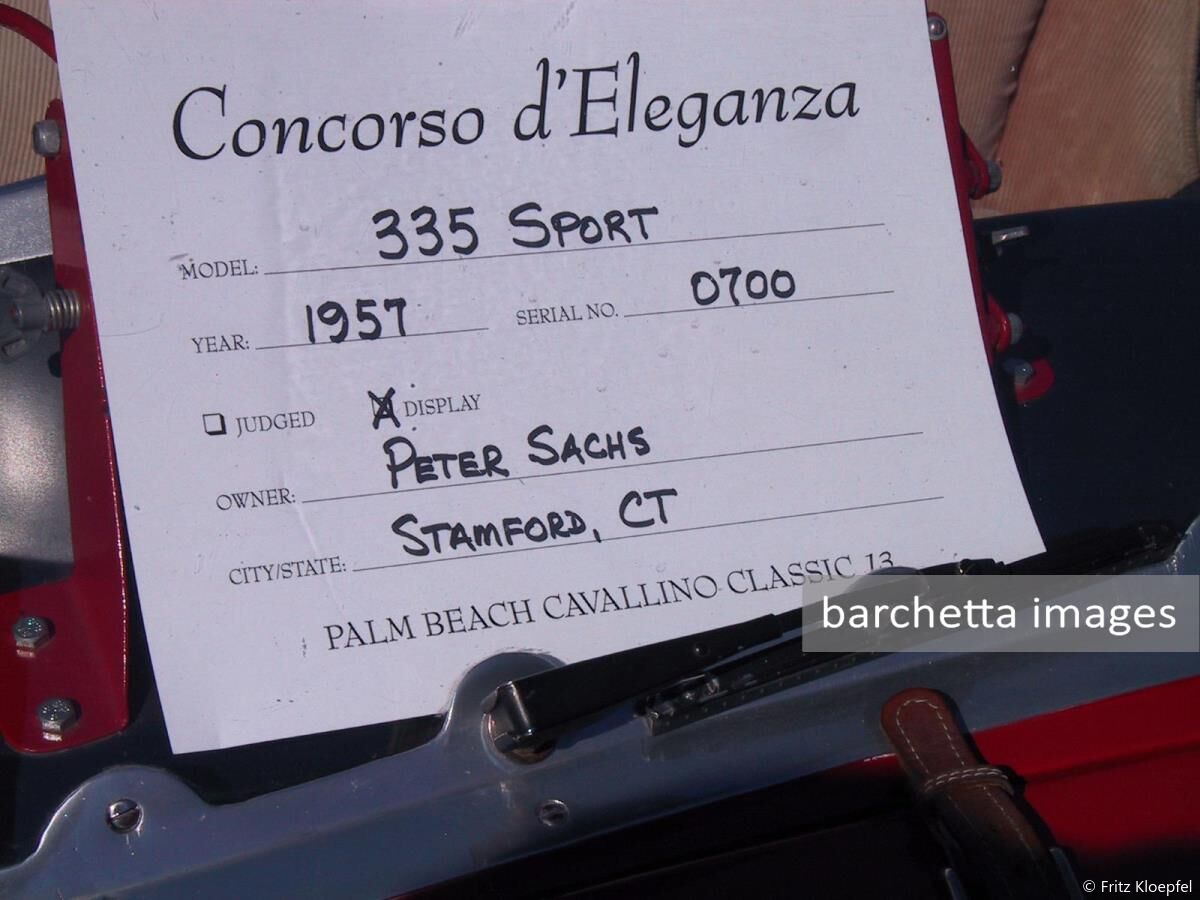 Concorso d'Eleganza
MODEL: 335 SPORT
YEAR: 1957 SERIAL NO. 0700
JUDGED X DISPLAY
OWNER: PETER SACHS
CITY/STATE: STAMFORD, CT
PALM BEACH CAVALLINO CLASSIC 13
barchetta images
© Fritz Kloepfel